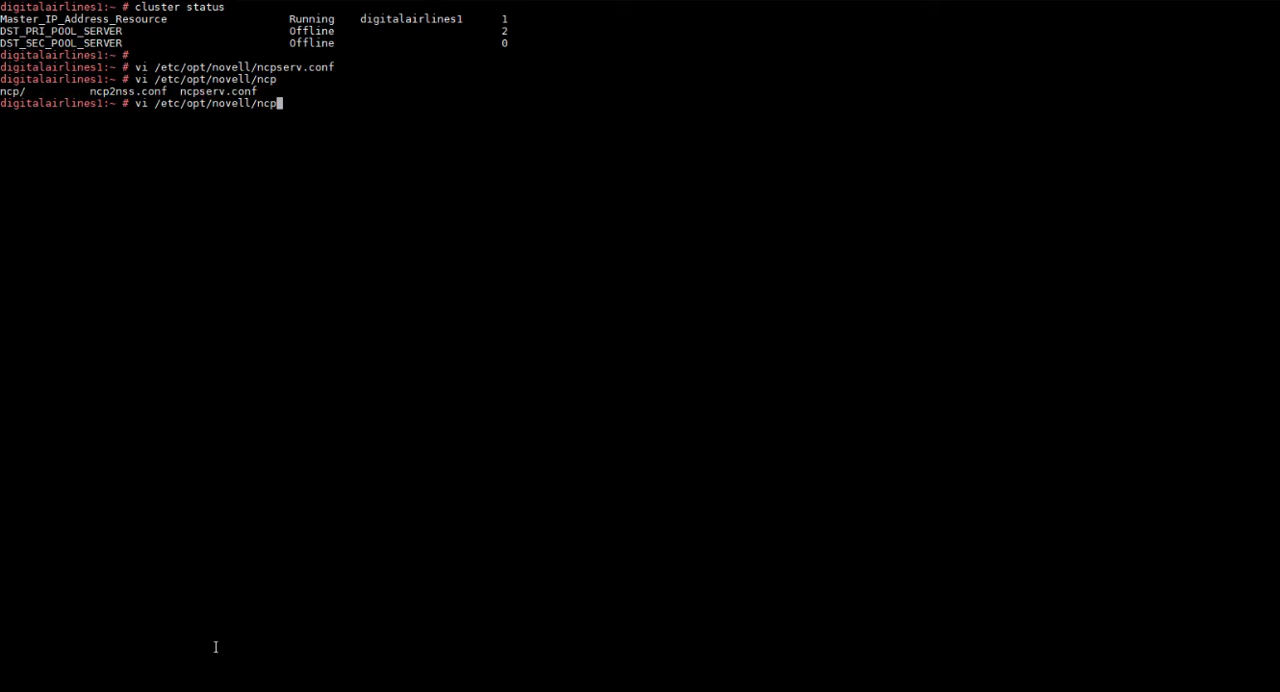 digitalairlines1:~ # cluster status
Master_IP_Address_Resource Running digitalairlines1 1
DST_PRI_POOL_SERVER Offline 2
DST_SEC_POOL_SERVER Offline 0
digitalairlines1:~ #
digitalairlines1:~ # vi /etc/opt/novell/ncpserv.conf
digitalairlines1:~ # vi /etc/opt/novell/ncp
ncp/ ncp2nss.conf ncpserv.conf
digitalairlines1:~ # vi /etc/opt/novell/ncp